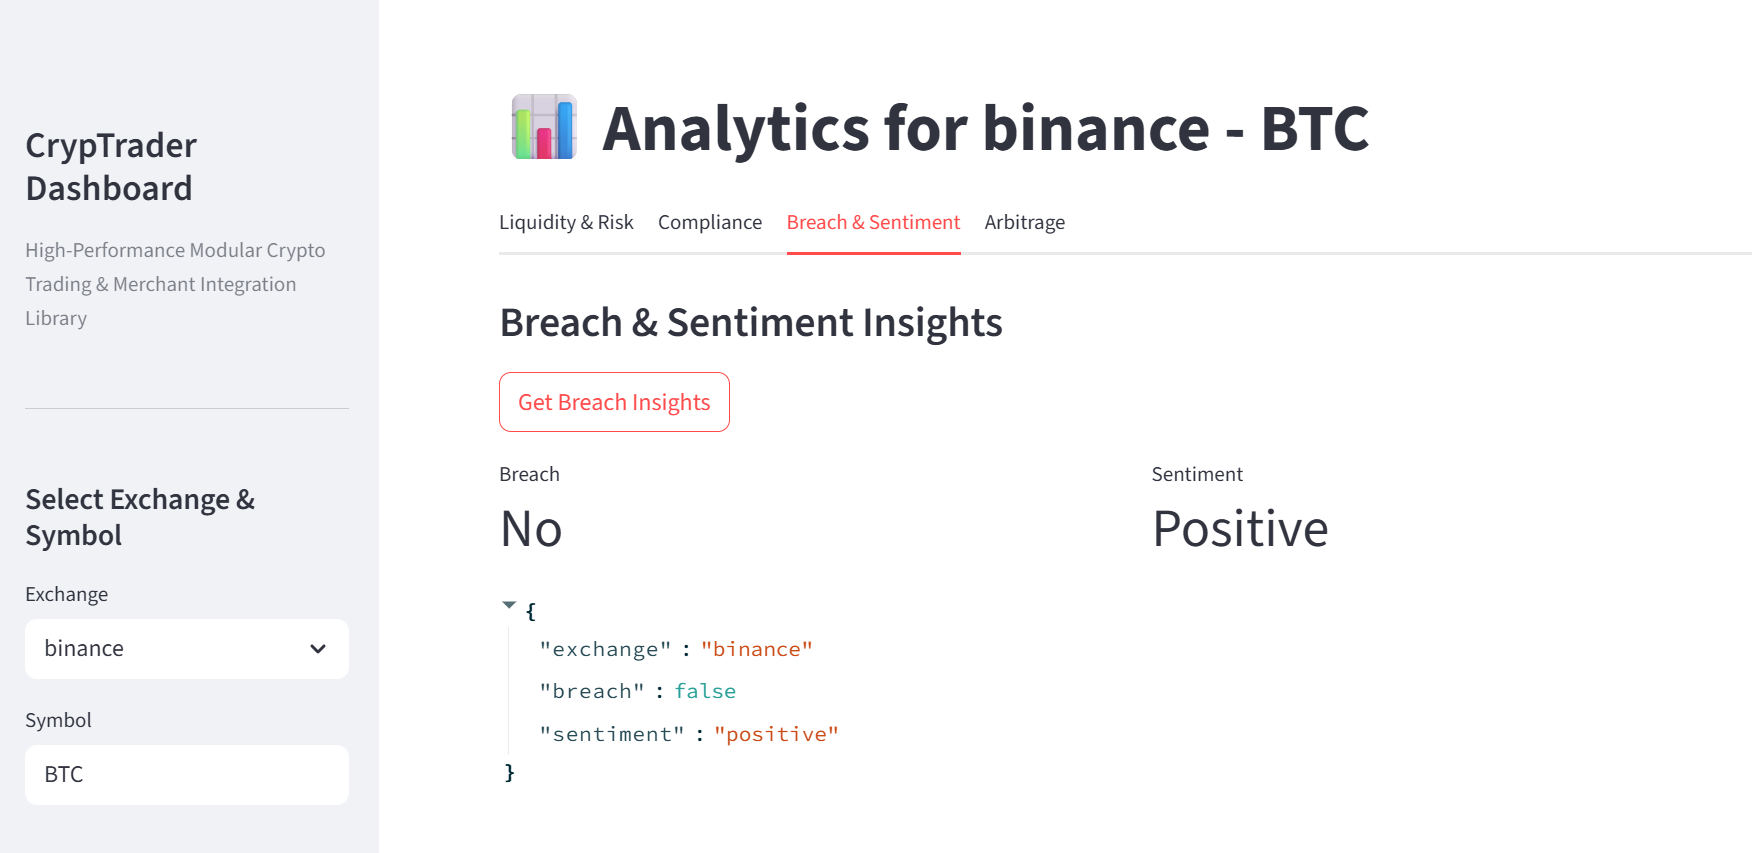 CrypTrader
Dashboard
High-Performance Modular Crypto
Trading & Merchant Integration
Library
Select Exchange &
Symbol
Exchange
binance
Symbol
BTC
Analytics for binance - BTC
Liquidity & Risk Compliance Breach & Sentiment Arbitrage
Breach & Sentiment Insights
Get Breach Insights
Breach Sentiment
No Positive
{
"exchange" : "binance"
"breach" : false
"sentiment" : "positive"
}